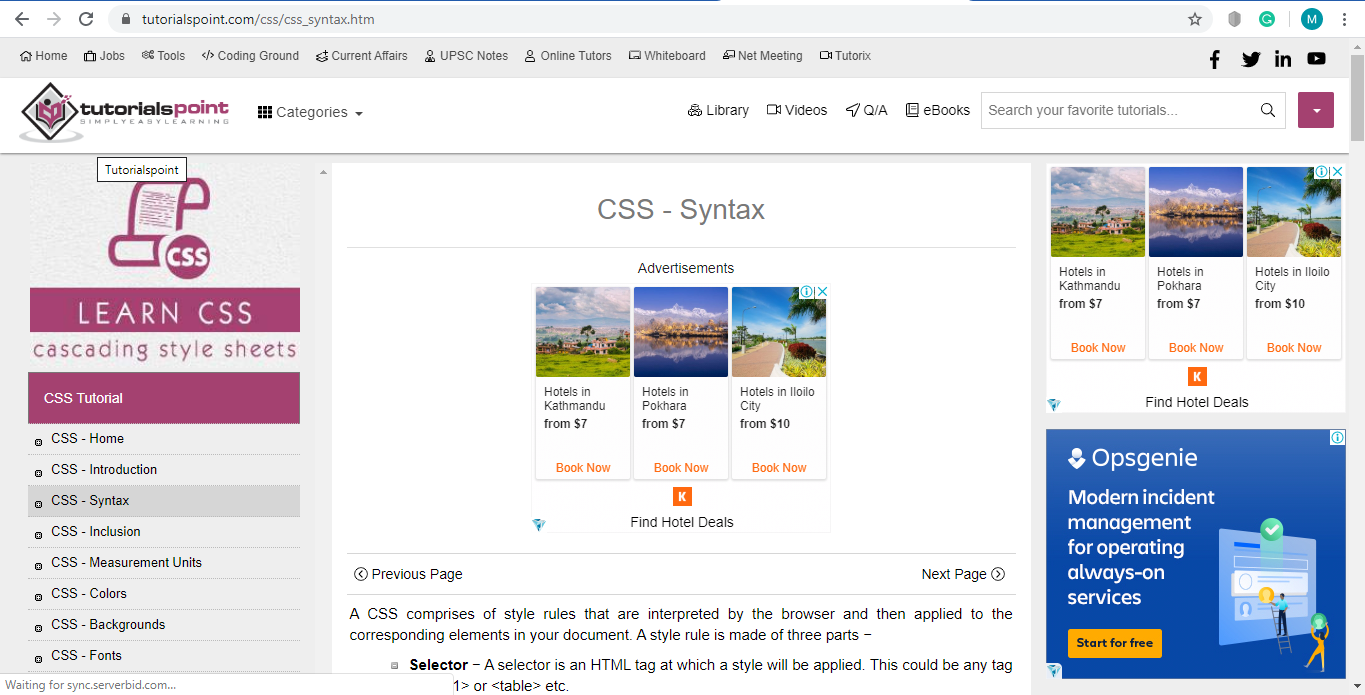 tutorialspoint.com/css/css_syntax.htm
M
Home Jobs Tools Coding Ground Current Affairs UPSC Notes Online Tutors Whiteboard Net Meeting Tutorix
tutorialspoint
SIMPLYEASYLEARNING
Categories
Library Videos Q/A eBooks Search your favorite tutorials...
Tutorialspoint
CSS
LEARN CSS
cascading style sheets
CSS Tutorial
CSS - Home
CSS - Introduction
CSS - Syntax
CSS - Inclusion
CSS - Measurement Units
CSS - Colors
CSS - Backgrounds
CSS - Fonts
Waiting for sync.serverbid.com...
CSS - Syntax
Advertisements
Hotels in Kathmandu
from $7
Book Now
Hotels in Pokhara
from $7
Book Now
Hotels in Iloilo City
from $10
Book Now
K
Find Hotel Deals
Previous Page Next Page
A CSS comprises of style rules that are interpreted by the browser and then applied to the
corresponding elements in your document. A style rule is made of three parts −
Selector − A selector is an HTML tag at which a style will be applied. This could be any tag
1> or <table> etc.
Hotels in Kathmandu
from $7
Book Now
Hotels in Pokhara
from $7
Book Now
Hotels in Iloilo City
from $10
Book Now
K
Find Hotel Deals
Opsgenie
Modern incident
management
for operating
always-on
services
Start for free